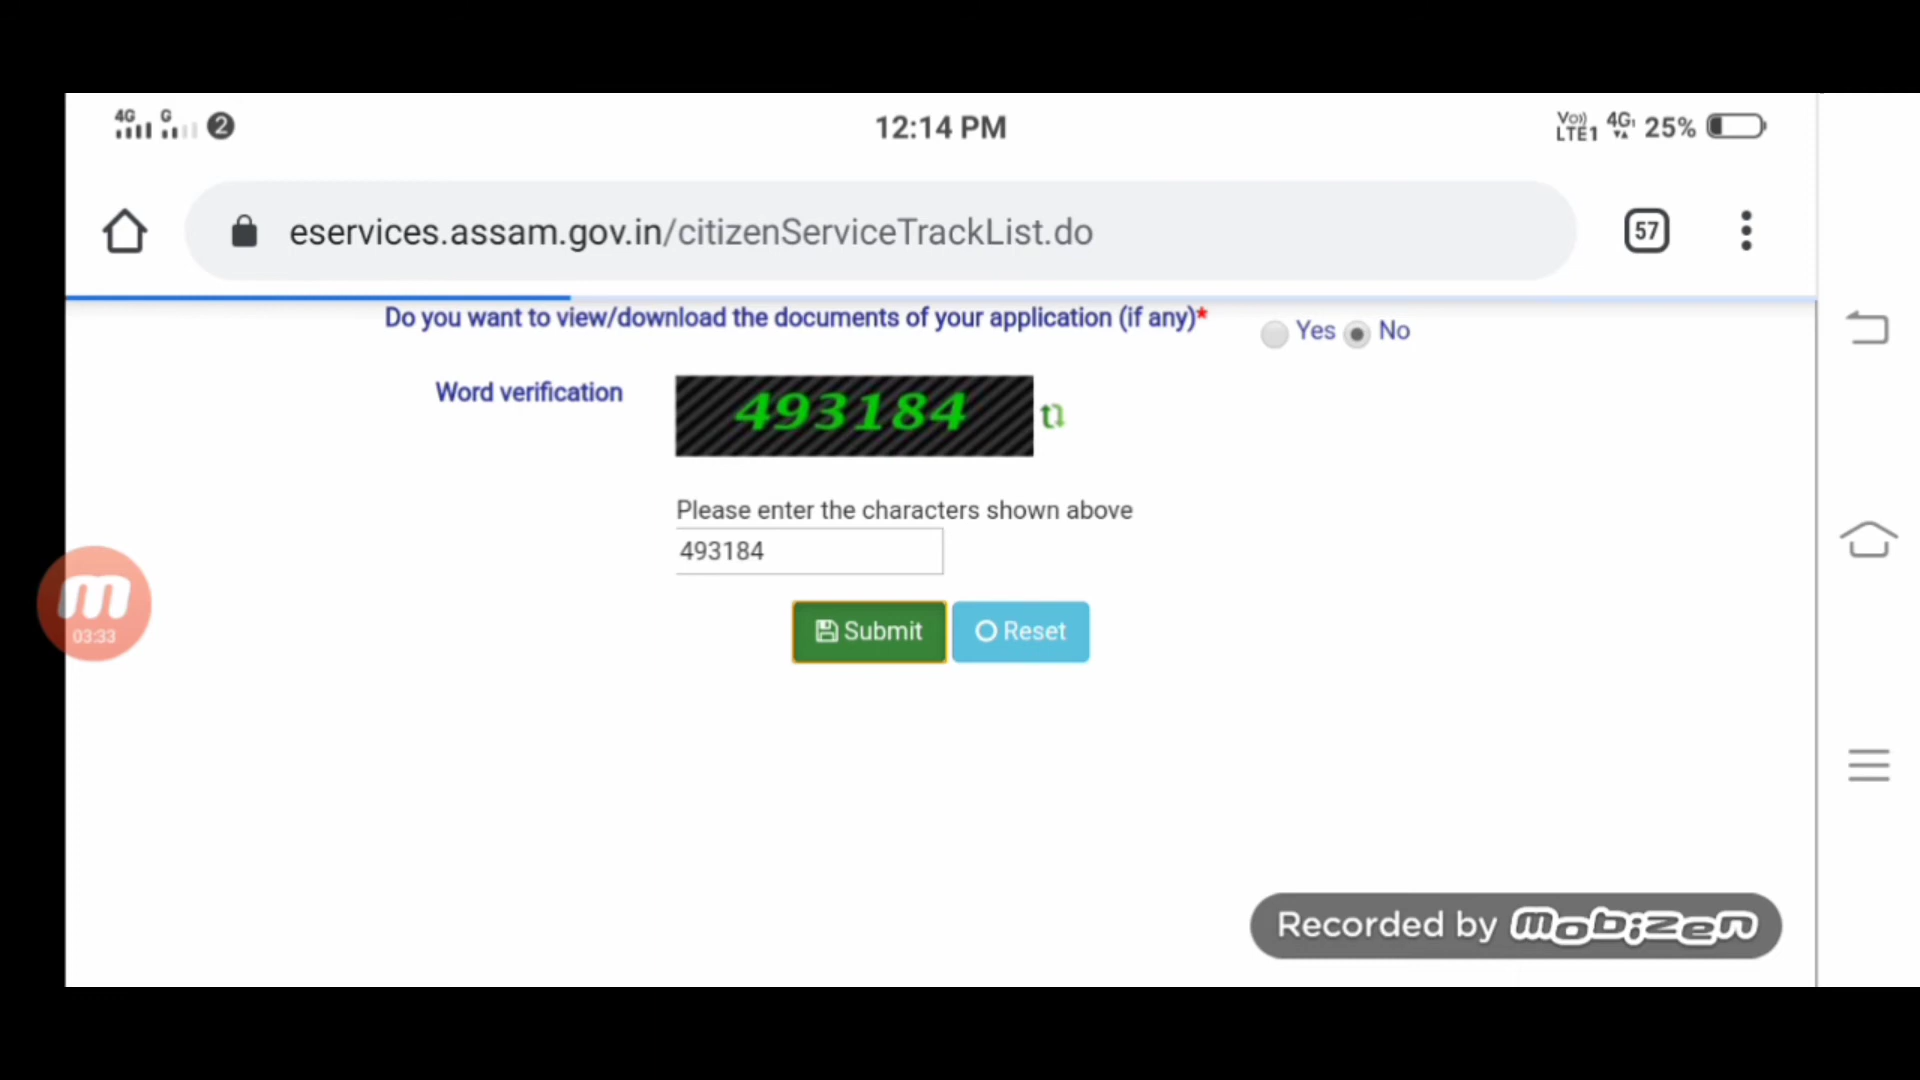 4G G 2 12:14 PM Vo)) LTE1 4G 25%
eservices.assam.gov.in/citizenServiceTrackList.do 57
Do you want to view/download the documents of your application (if any)* Yes No
Word verification 493184
Please enter the characters shown above
493184
m
03:33
Submit Reset
Recorded by mobizen